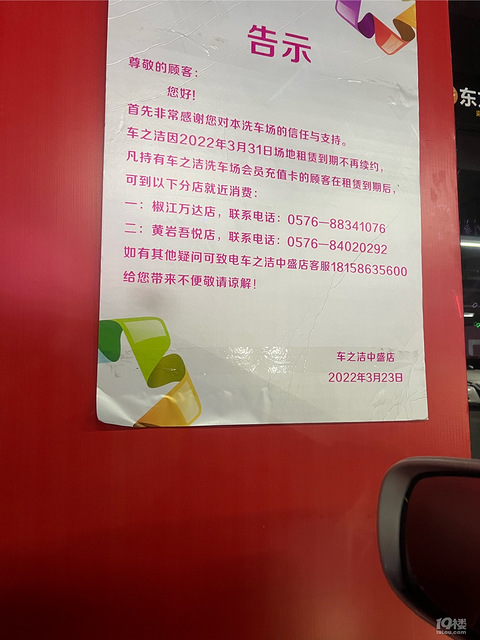 告示
尊敬的顾客：
您好！
首先非常感谢您对本洗车场的信任与支持。
车之洁因2022年3月31日场地租赁到期不再续约，
凡持有车之洁洗车场会员充值卡的顾客在租赁到期后，
可到以下分店就近消费：
一：椒江万达店，联系电话：0576—88341076
二：黄岩吾悦店，联系电话：0576—84020292
如有其他疑问可致电车之洁中盛店客服18158635600
给您带来不便敬请谅解！
车之洁中盛店
2022年3月23日
东
19楼
19lou.com